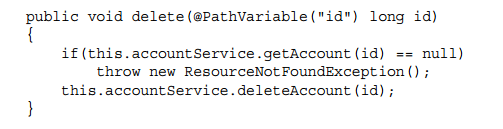 public void delete(@PathVariable("id") long id)
{
    if(this.accountService.getAccount(id) == null)
        throw new ResourceNotFoundException();
    this.accountService.deleteAccount(id);
}